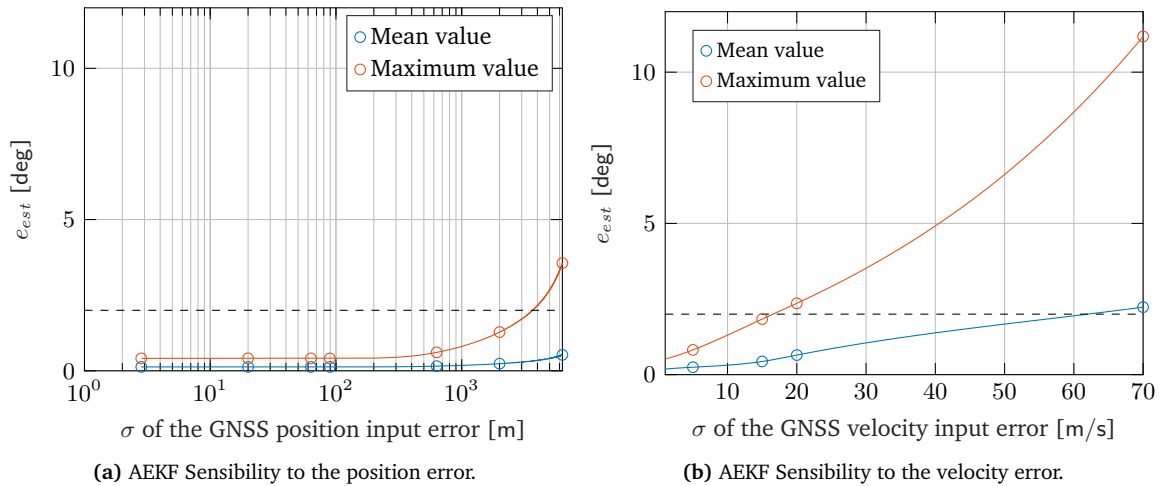 Mean value
Maximum value
10
5
0
e_est [deg]
10^0
10^1
10^2
10^3
σ of the GNSS position input error [m]
(a) AEKF Sensibility to the position error.
Mean value
Maximum value
10
5
0
e_est [deg]
10
20
30
40
50
60
70
σ of the GNSS velocity input error [m/s]
(b) AEKF Sensibility to the velocity error.